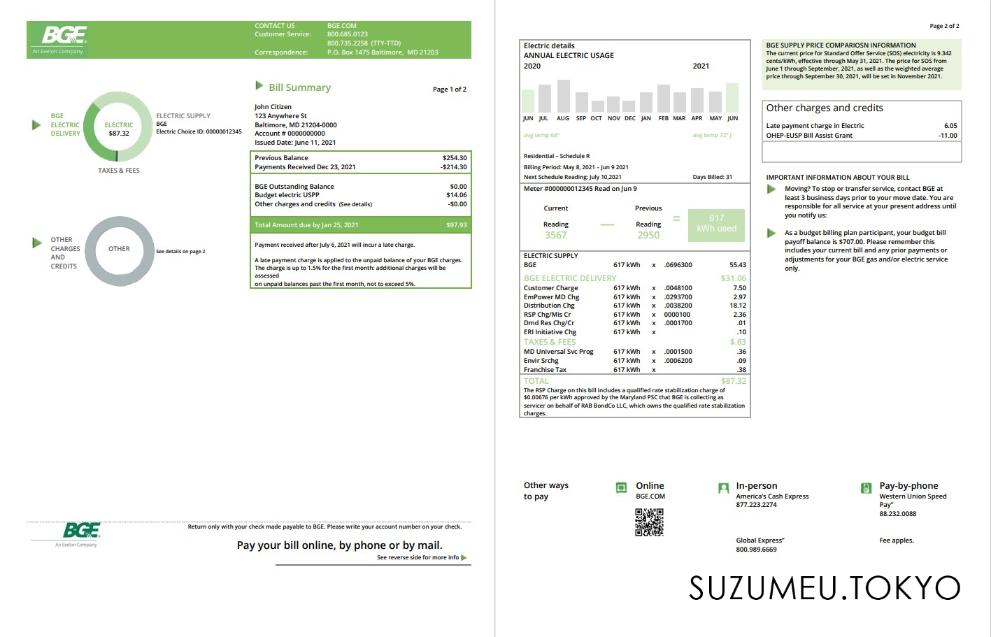 BGE
An Exelon Company
CONTACT US BGE.COM
Customer Service: 800.685.0123
800.735.2258 (TTY-TTD)
Correspondence: P.O. Box 1475 Baltimore, MD 21203
Bill Summary Page 1 of 2
BGE ELECTRIC DELIVERY
ELECTRIC
$87,32
ELECTRIC SUPPLY
BGE
Electric Choice ID: 00000012345
TAXES & FEES
John Citizen
123 Anywhere St
Baltimore, MD 21204-0000
Account # 0000000000
Issued Date: June 11, 2021
Previous Balance $254.30
Payments Received Dec 23, 2021 -$214.30
BGE Outstanding Balance $0.00
Budget electric USPP $14.06
Other charges and credits (See details) -$0.00
Total Amount due by Jan 25, 2021 $97.93
OTHER CHARGES AND CREDITS
OTHER
See details on page 2
Payment received after July 6, 2021 will incur a late charge.
A late payment charge is applied to the unpaid balance of your BGE charges.
The charge is up to 1.5% for the first month: additional charges will be
assessed
on unpaid balances past the first month, not to exceed 5%.
BGE
An Exelon Company
Return only with your check made payable to BGE. Please write your account number on your check.
Pay your bill online, by phone or by mail.
See reverse side for more info
Page 2 of 2
Electric details
ANNUAL ELECTRIC USAGE
2020 2021
JUN JUL AUG SEP OCT NOV DEC JAN FEB MAR APR MAY JUN
avg temp 68° avg temp 72° J
Residential – Schedule R
Billing Period: May 8, 2021 – Jun 9 2021
Next Schedule Reading: July 10,2021 Days Billed: 31
Meter #000000012345 Read on Jun 9
Current Previous
Reading — Reading = 617
3567 2950 kWh used
ELECTRIC SUPPLY
BGE 617 kWh x .0696300 55.43
BGE ELECTRIC DELIVERY $31.06
Customer Charge 617 kWh x .0048100 7.50
EmPower MD Chg 617 kWh x .0293700 2.97
Distribution Chg 617 kWh x .0038200 18.12
RSP Chg/Mis Cr 617 kWh x 0000100 2.36
Dmd Res Chg/Cr 617 kWh x .0001700 .01
ERI Initiative Chg 617 kWh x .10
TAXES & FEES $.63
MD Universal Svc Prog 617 kWh x .0001500 .36
Envir Srchg 617 kWh x .0006200 .09
Franchise Tax 617 kWh x .38
TOTAL $87.32
The RSP Charge on this bill includes a qualified rate stabilization charge of
$0.00676 per kWh approved by the Maryland PSC that BGE is collecting as
servicer on behalf of RAB BondCo LLC, which owns the qualified rate stabilization
charges.
BGE SUPPLY PRICE COMPARIOSN INFORMATION
The current price for Standard Offer Service (SOS) electricity is 9.342
cents/kWh, effective through May 31, 2021. The price for SOS from
June 1 through September, 2021, as well as the weighted average
price through September 30, 2021, will be set in November 2021.
Other charges and credits
Late payment charge in Electric 6.05
OHEP-EUSP Bill Assist Grant -11.00
IMPORTANT INFORMATION ABOUT YOUR BILL
Moving? To stop or transfer service, contact BGE at
least 3 business days prior to your move date. You are
responsible for all service at your present address until
you notify us:
As a budget billing plan participant, your budget bill
payoff balance is $707.00. Please remember this
includes your current bill and any prior payments or
adjustments for your BGE gas and/or electric service
only.
Other ways
to pay
Online
BGE.COM
In-person
America's Cash Express
877.223.2274
Global Express"
800.989.6669
Pay-by-phone
Western Union Speed
Pay"
88.232.0088
Fee applies.
SUZUMEU.TOKYO